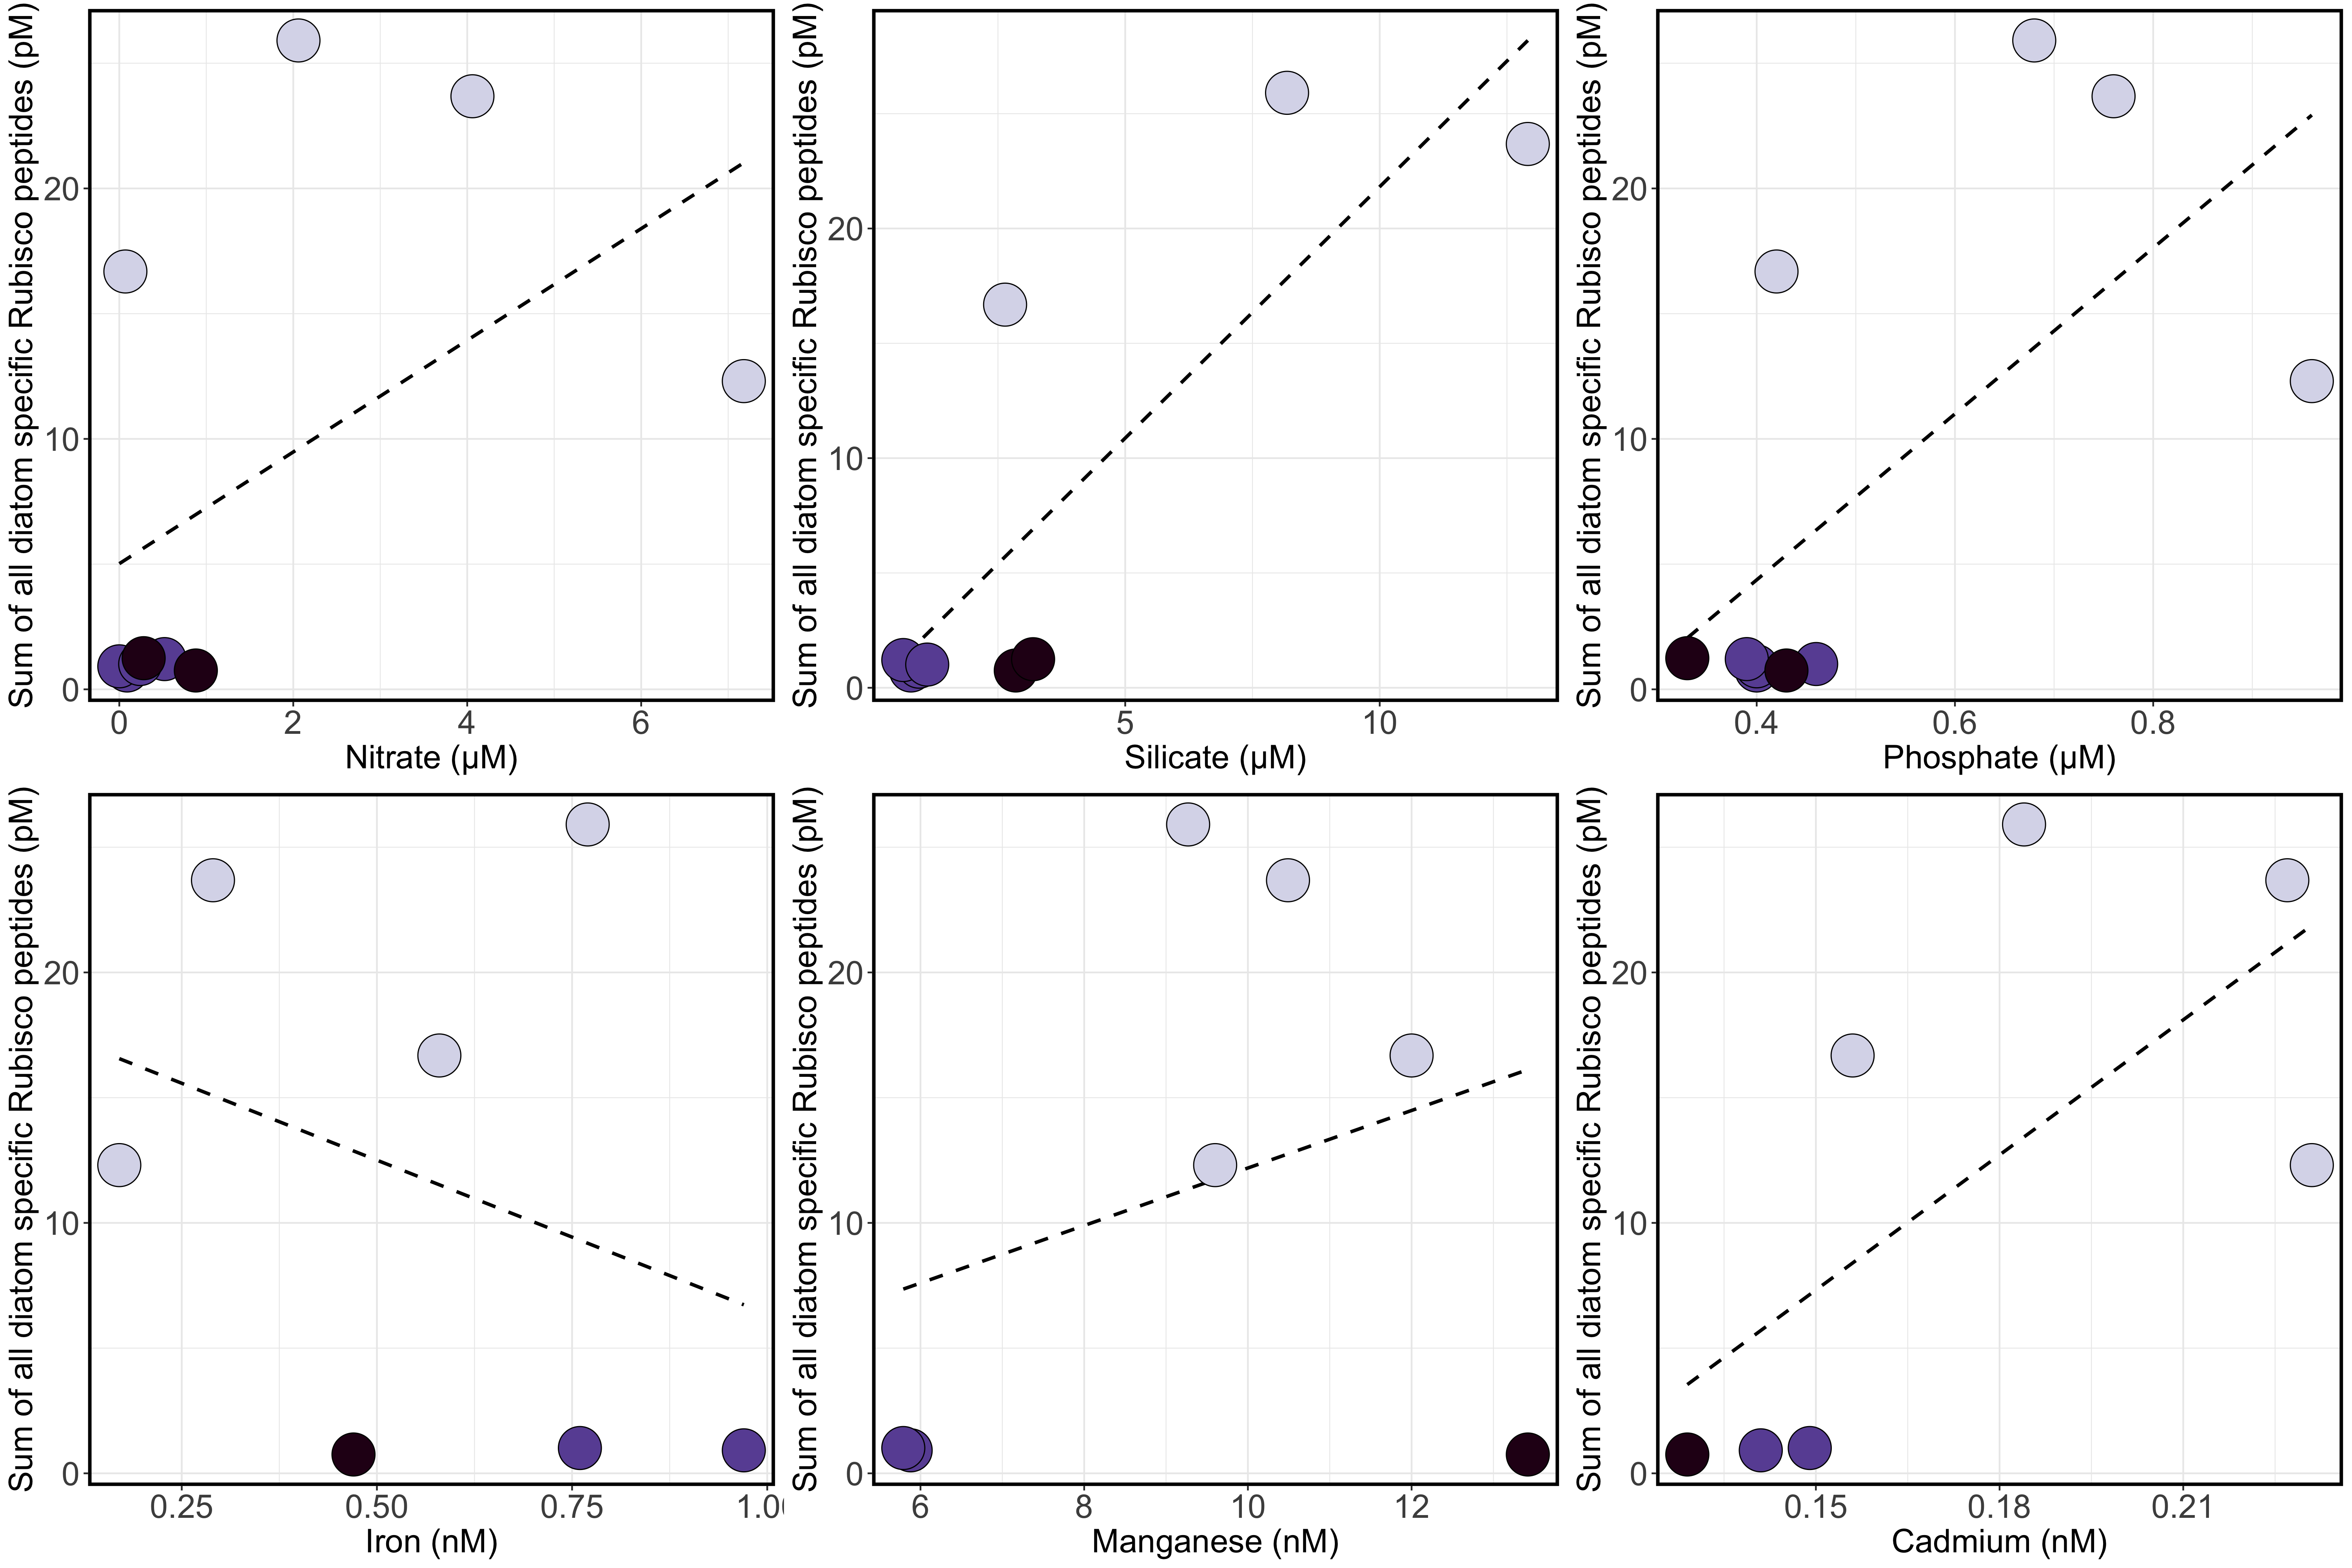 Sum of all diatom specific Rubisco peptides (pM)
20
10
0
0 2 4 6
Nitrate (µM)
Sum of all diatom specific Rubisco peptides (pM)
20
10
0
5 10
Silicate (µM)
Sum of all diatom specific Rubisco peptides (pM)
20
10
0
0.4 0.6 0.8
Phosphate (µM)
Sum of all diatom specific Rubisco peptides (pM)
20
10
0
0.25 0.50 0.75 1.00
Iron (nM)
Sum of all diatom specific Rubisco peptides (pM)
20
10
0
6 8 10 12
Manganese (nM)
Sum of all diatom specific Rubisco peptides (pM)
20
10
0
0.15 0.18 0.21
Cadmium (nM)